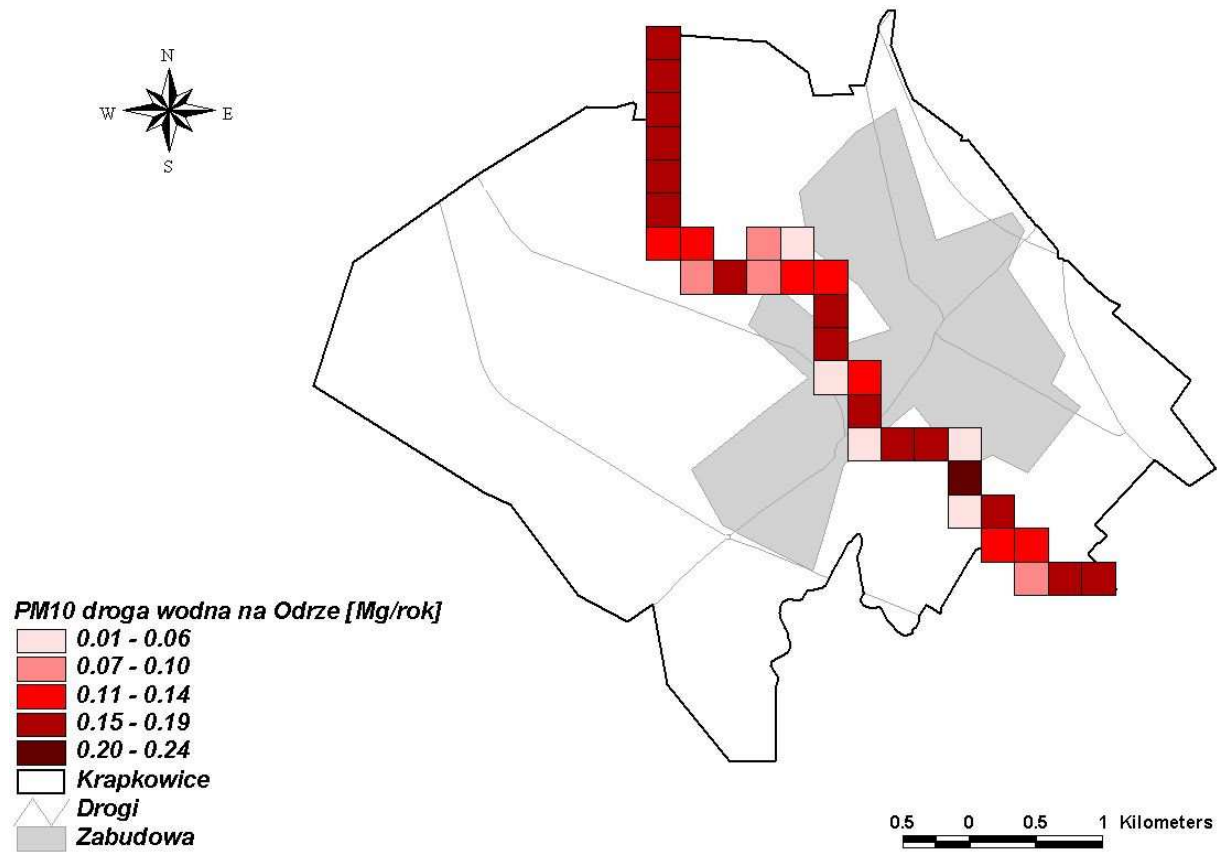 N
W E
S
PM10 droga wodna na Odrze [Mg/rok]
0.01 - 0.06
0.07 - 0.10
0.11 - 0.14
0.15 - 0.19
0.20 - 0.24
Krapkowice
Drogi
Zabudowa
0.5 0 0.5 1 Kilometers